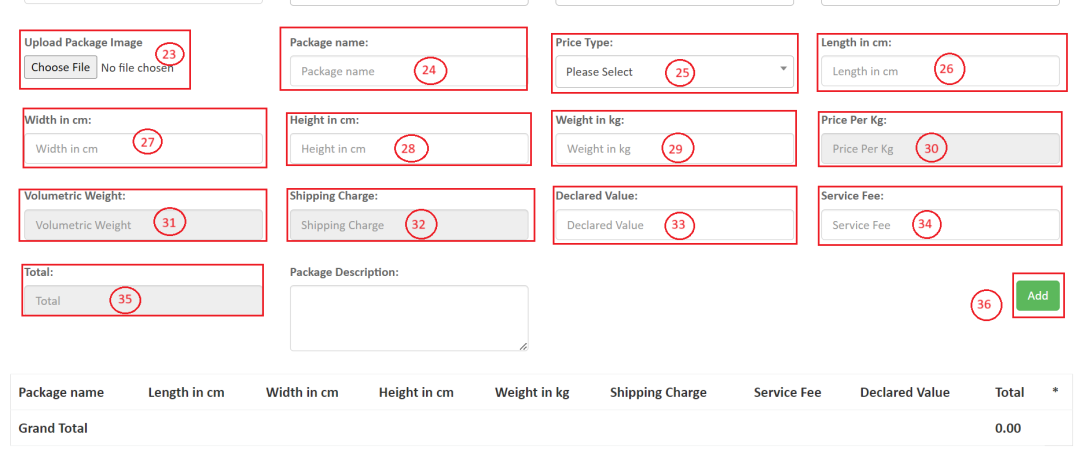 Upload Package Image
23
Choose File No file chosen
Package name:
Package name
24
Price Type:
Please Select
25
Length in cm:
Length in cm
26
Width in cm:
Width in cm
27
Height in cm:
Height in cm
28
Weight in kg:
Weight in kg
29
Price Per Kg:
Price Per Kg
30
Volumetric Weight:
Volumetric Weight
31
Shipping Charge:
Shipping Charge
32
Declared Value:
Declared Value
33
Service Fee:
Service Fee
34
Total:
Total
35
Package Description:
36
Add
Package name Length in cm Width in cm Height in cm Weight in kg Shipping Charge Service Fee Declared Value Total *
Grand Total 0.00